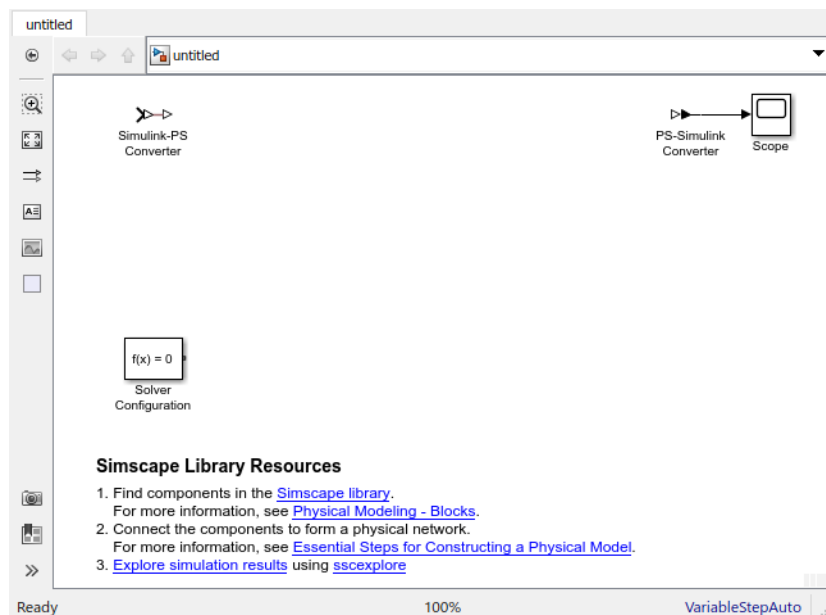 untitled
untitled
Simulink-PS
Converter
PS-Simulink
Converter
Scope
f(x) = 0
Solver
Configuration
Simscape Library Resources
1. Find components in the Simscape library.
For more information, see Physical Modeling - Blocks.
2. Connect the components to form a physical network.
For more information, see Essential Steps for Constructing a Physical Model.
3. Explore simulation results using sscexplore
Ready 100% VariableStepAuto